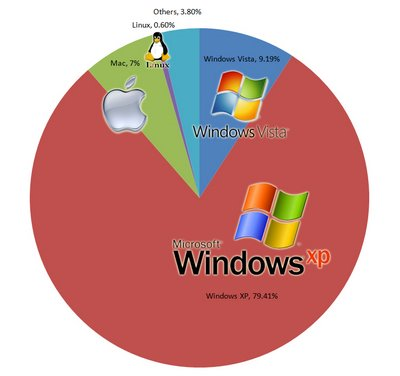 Others, 3.80%
Linux, 0.60%
Mac, 7%
Linux
Windows Vista, 9.19%
Windows Vista
Microsoft
Windows xp
Windows XP, 79.41%